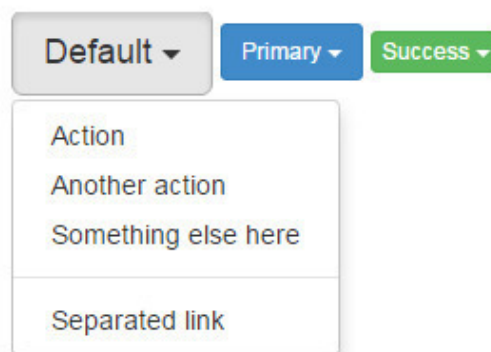 Default Primary Success
Action
Another action
Something else here
Separated link